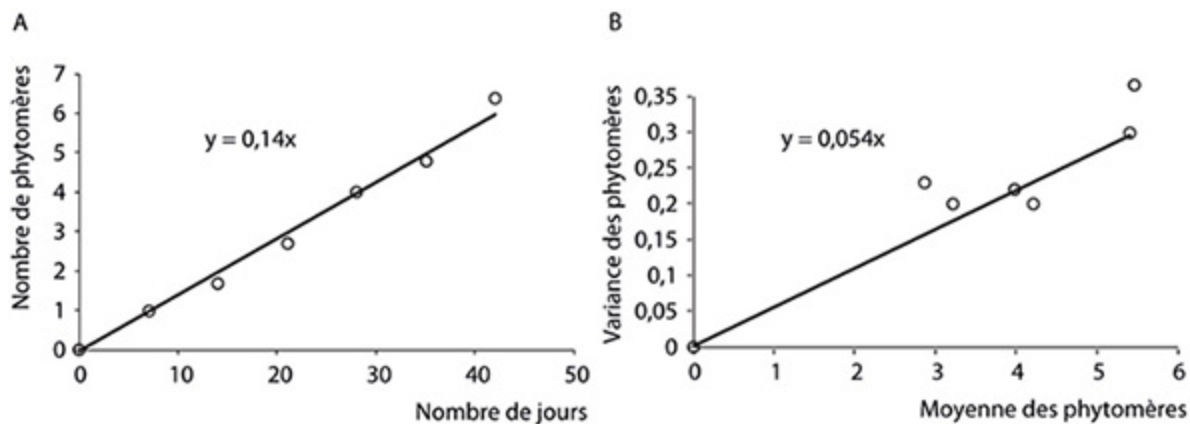 A
Nombre de phytomères
7
6
5
4
3
2
1
0
y = 0,14x
0 10 20 30 40 50
Nombre de jours
B
Variance des phytomères
0,35
0,3
0,25
0,2
0,15
0,1
0,05
0
y = 0,054x
0 1 2 3 4 5 6
Moyenne des phytomères